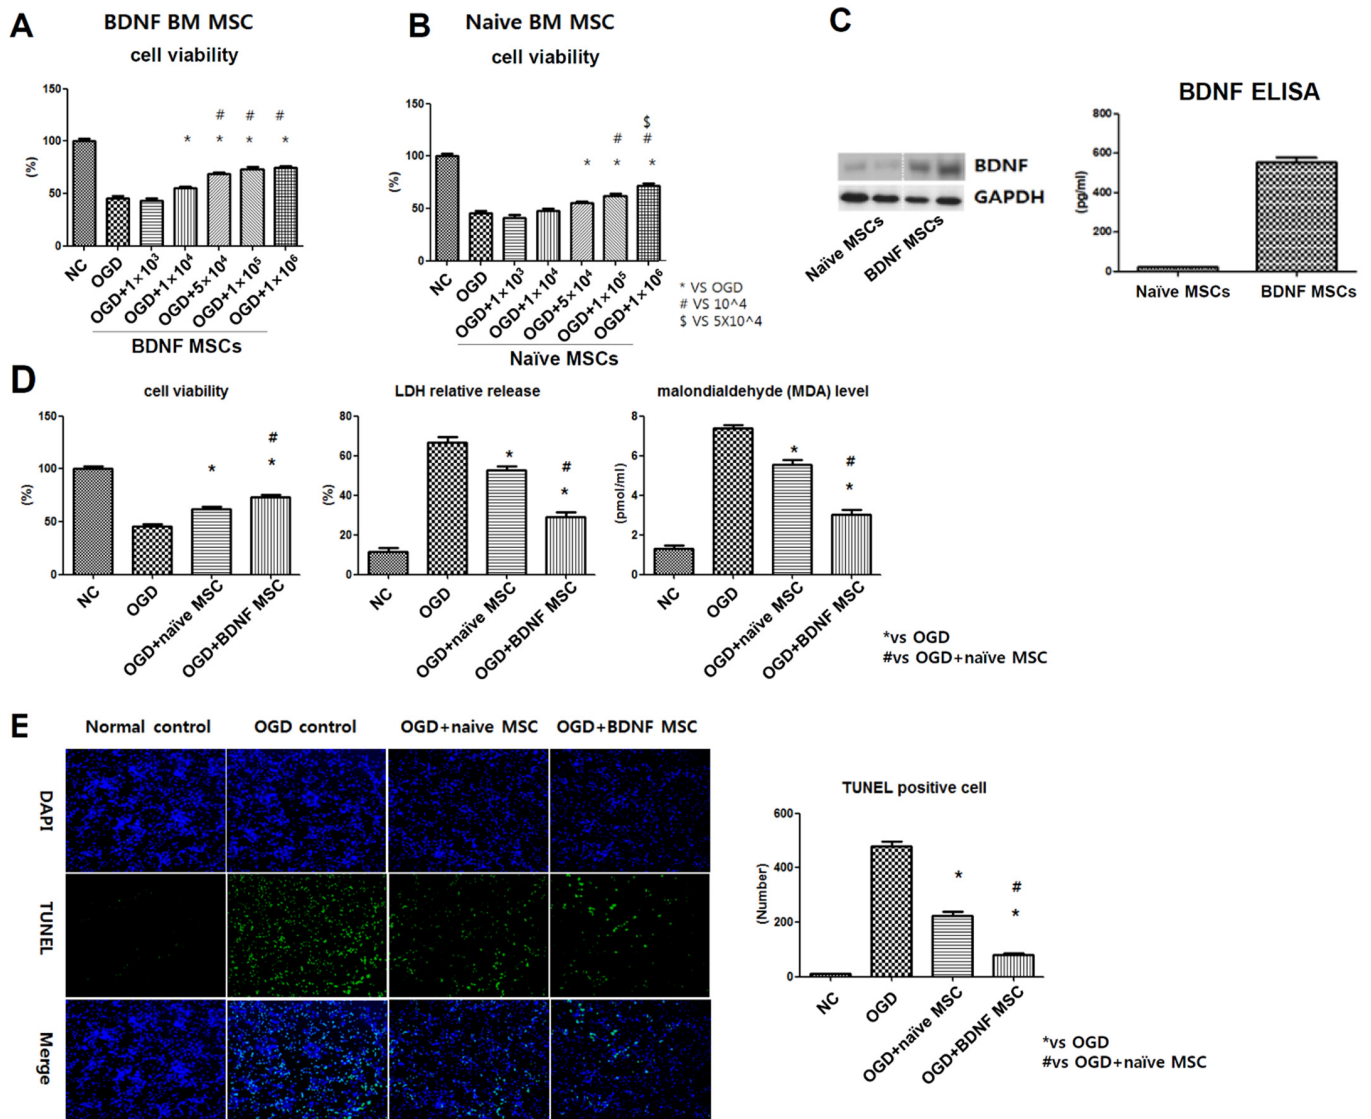 A
BDNF BM MSC
cell viability
150
100
50
0
(%)
* # * # * # *
NC
OGD
OGD+1×10³
OGD+1×10⁴
OGD+5×10⁴
OGD+1×10⁵
OGD+1×10⁶
BDNF MSCs
B
Naive BM MSC
cell viability
150
100
50
0
(%)
* # * $ # *
NC
OGD
OGD+1×10³
OGD+1×10⁴
OGD+5×10⁴
OGD+1×10⁵
OGD+1×10⁶
Naïve MSCs
* VS OGD
# VS 10^4
$ VS 5X10^4
C
BDNF
GAPDH
Naïve MSCs
BDNF MSCs
BDNF ELISA
800
600
400
200
0
(pg/ml)
Naïve MSCs
BDNF MSCs
D
cell viability
150
100
50
0
(%)
* # *
NC
OGD
OGD+naïve MSC
OGD+BDNF MSC
LDH relative release
80
60
40
20
0
(%)
* # *
NC
OGD
OGD+naïve MSC
OGD+BDNF MSC
malondialdehyde (MDA) level
8
6
4
2
0
(pmol/ml)
* # *
NC
OGD
OGD+naïve MSC
OGD+BDNF MSC
*vs OGD
#vs OGD+naïve MSC
E
Normal control
OGD control
OGD+naive MSC
OGD+BDNF MSC
DAPI
TUNEL
Merge
TUNEL positive cell
600
400
200
0
(Number)
* # *
NC
OGD
OGD+naïve MSC
OGD+BDNF MSC
*vs OGD
#vs OGD+naïve MSC